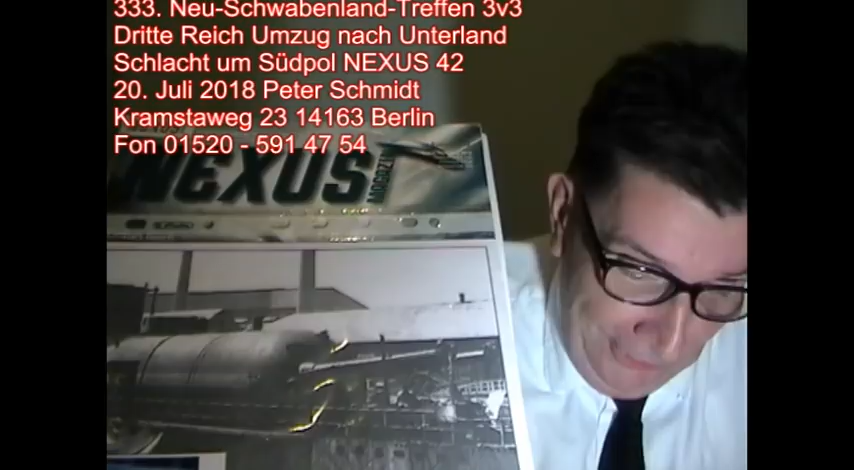 333. Neu-Schwabenland-Treffen 3v3
Dritte Reich Umzug nach Unterland
Schlacht um Südpol NEXUS 42
20. Juli 2018 Peter Schmidt
Kramstaweg 23 14163 Berlin
Fon 01520 - 591 47 54
NEXUS
MAGAZIN